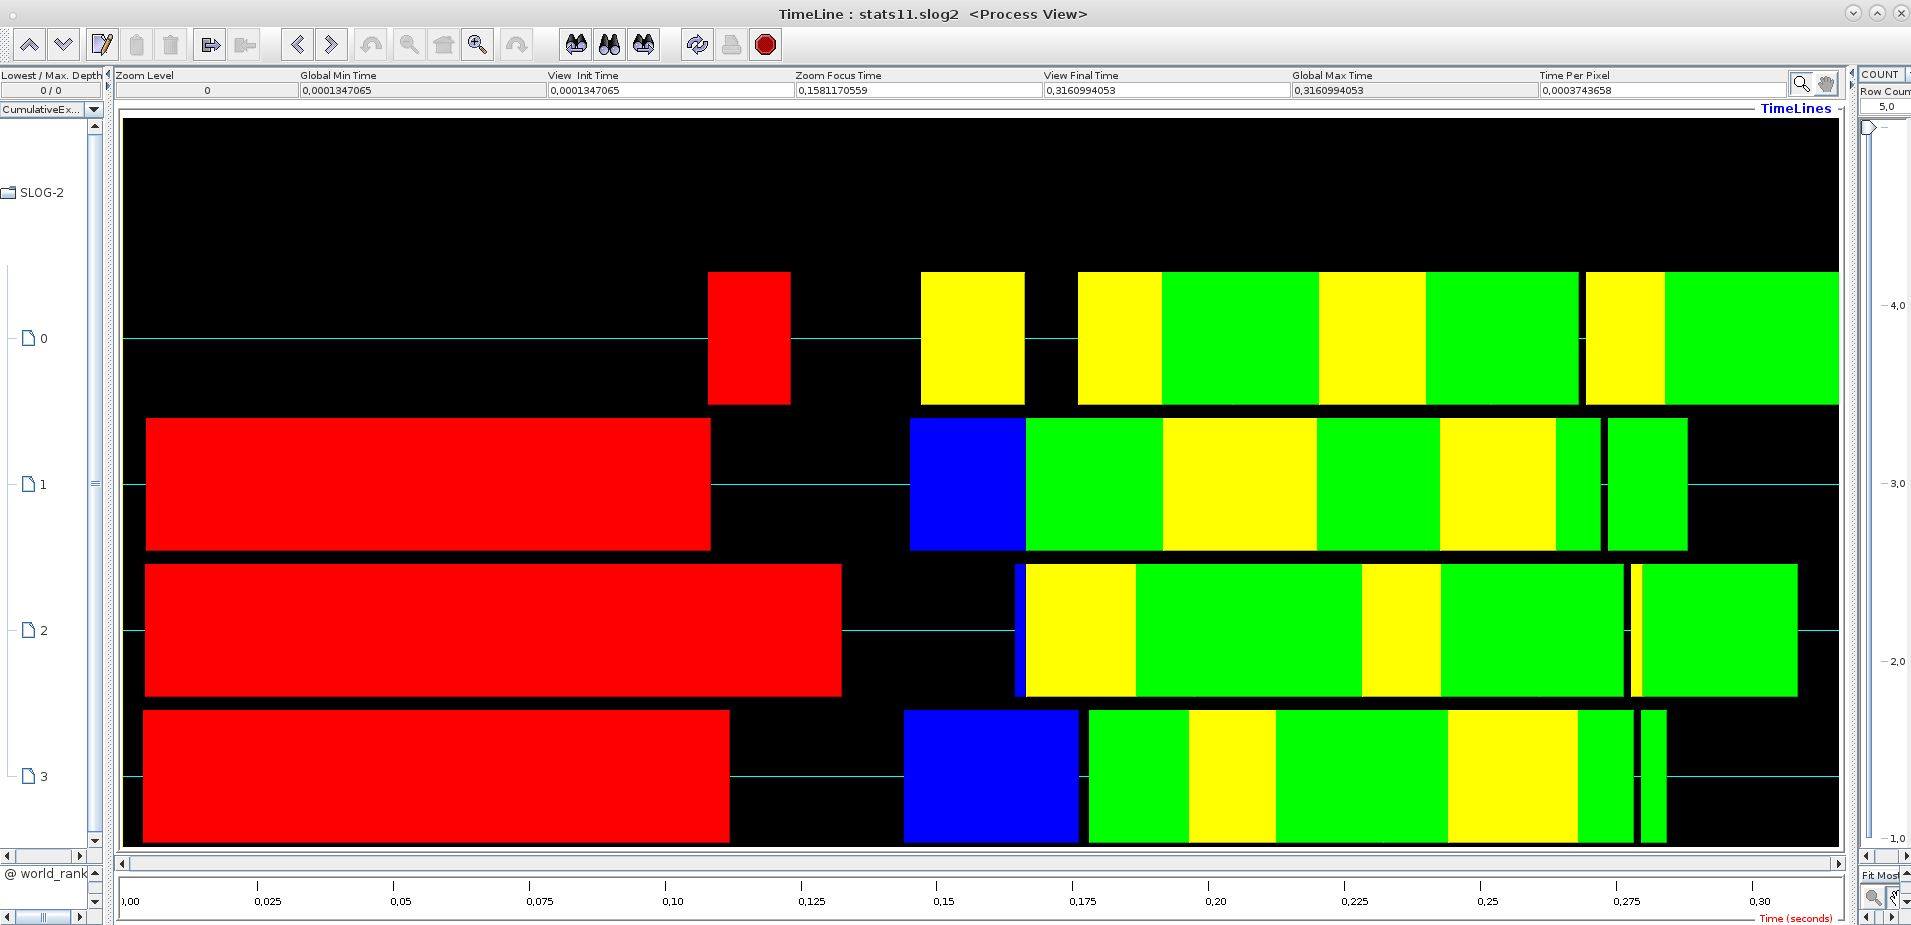 TimeLine : stats11.slog2 <Process View>
Lowest / Max. Depth
Zoom Level
Global Min Time
View Init Time
Zoom Focus Time
View Final Time
Global Max Time
Time Per Pixel
COUNT
0 / 0
0
0,0001347065
0,0001347065
0,1581170559
0,3160994053
0,3160994053
0,0003743658
Row Coun
CumulativeEx...
TimeLines
5,0
SLOG-2
4,0
0
1
3,0
2
2,0
3
1,0
@ world_rank
Fit Most
0,00
0,025
0,05
0,075
0,10
0,125
0,15
0,175
0,20
0,225
0,25
0,275
0,30
Time (seconds)